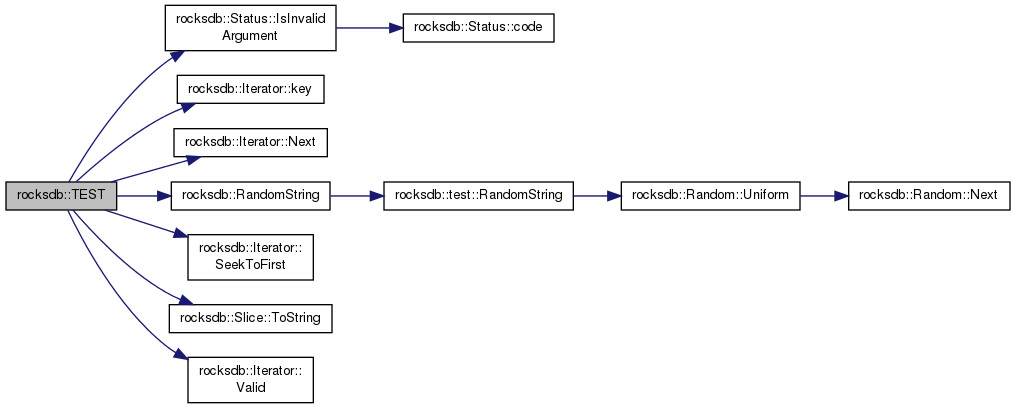 rocksdb::Status::IsInvalid
Argument
rocksdb::Status::code
rocksdb::Iterator::key
rocksdb::Iterator::Next
rocksdb::TEST
rocksdb::RandomString
rocksdb::test::RandomString
rocksdb::Random::Uniform
rocksdb::Random::Next
rocksdb::Iterator::
SeekToFirst
rocksdb::Slice::ToString
rocksdb::Iterator::
Valid